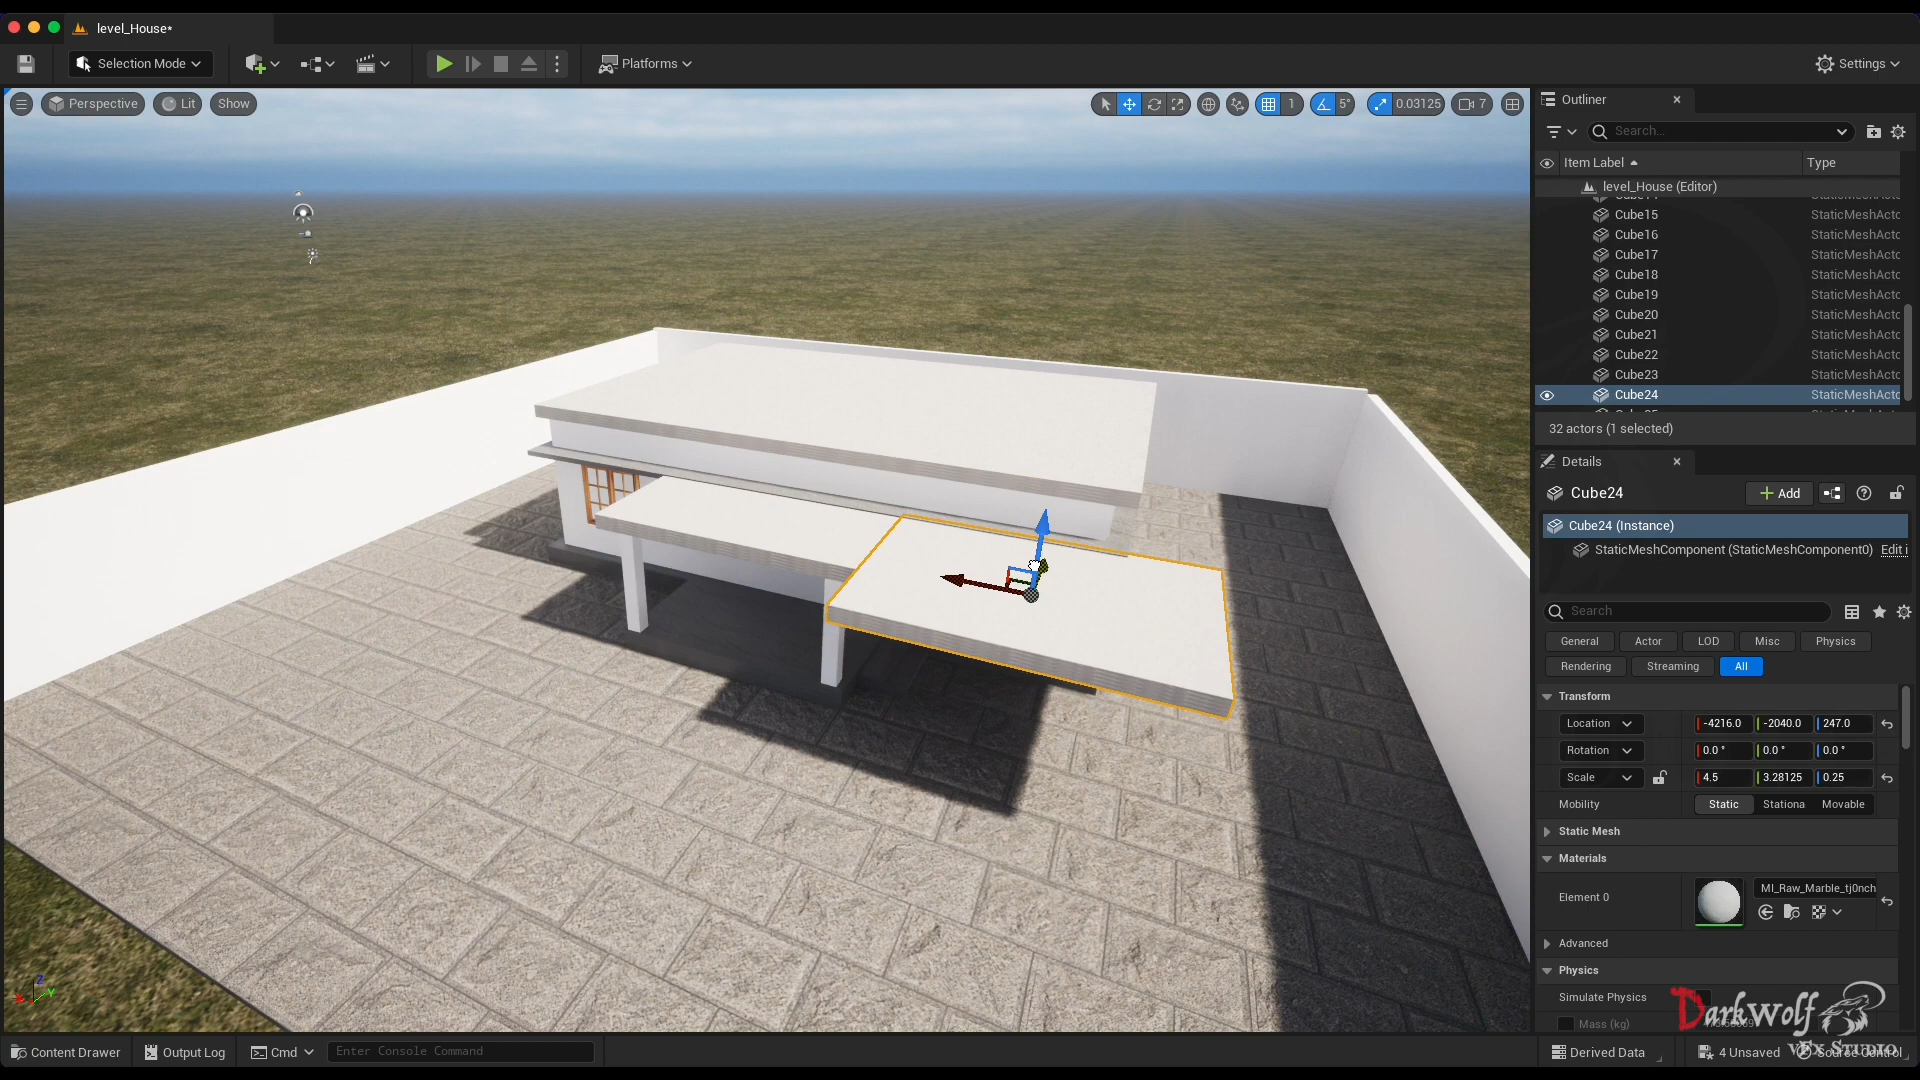 level_House*
Selection Mode
Platforms
Settings
Perspective
Lit
Show
1
5°
0.03125
7
Outliner
Search...
Item Label
Type
level_House (Editor)
StaticMeshActo
Cube15
StaticMeshActo
Cube16
StaticMeshActo
Cube17
StaticMeshActo
Cube18
StaticMeshActo
Cube19
StaticMeshActo
Cube20
StaticMeshActo
Cube21
StaticMeshActo
Cube22
StaticMeshActo
Cube23
StaticMeshActo
Cube24
StaticMeshActo
32 actors (1 selected)
Details
Cube24
Add
Cube24 (Instance)
StaticMeshComponent (StaticMeshComponent0)
Edit i
Search
General
Actor
LOD
Misc
Physics
Rendering
Streaming
All
Transform
Location
-4216.0
-2040.0
247.0
Rotation
0.0 °
0.0 °
0.0 °
Scale
4.5
3.28125
0.25
Mobility
Static
Stationa
Movable
Static Mesh
Materials
Element 0
MI_Raw_Marble_tj0nch
Advanced
Physics
Simulate Physics
Mass (kg)
DarkWolf
VFx Studio
X
Y
Z
Content Drawer
Output Log
Cmd
Enter Console Command
Derived Data
4 Unsaved
Source Control